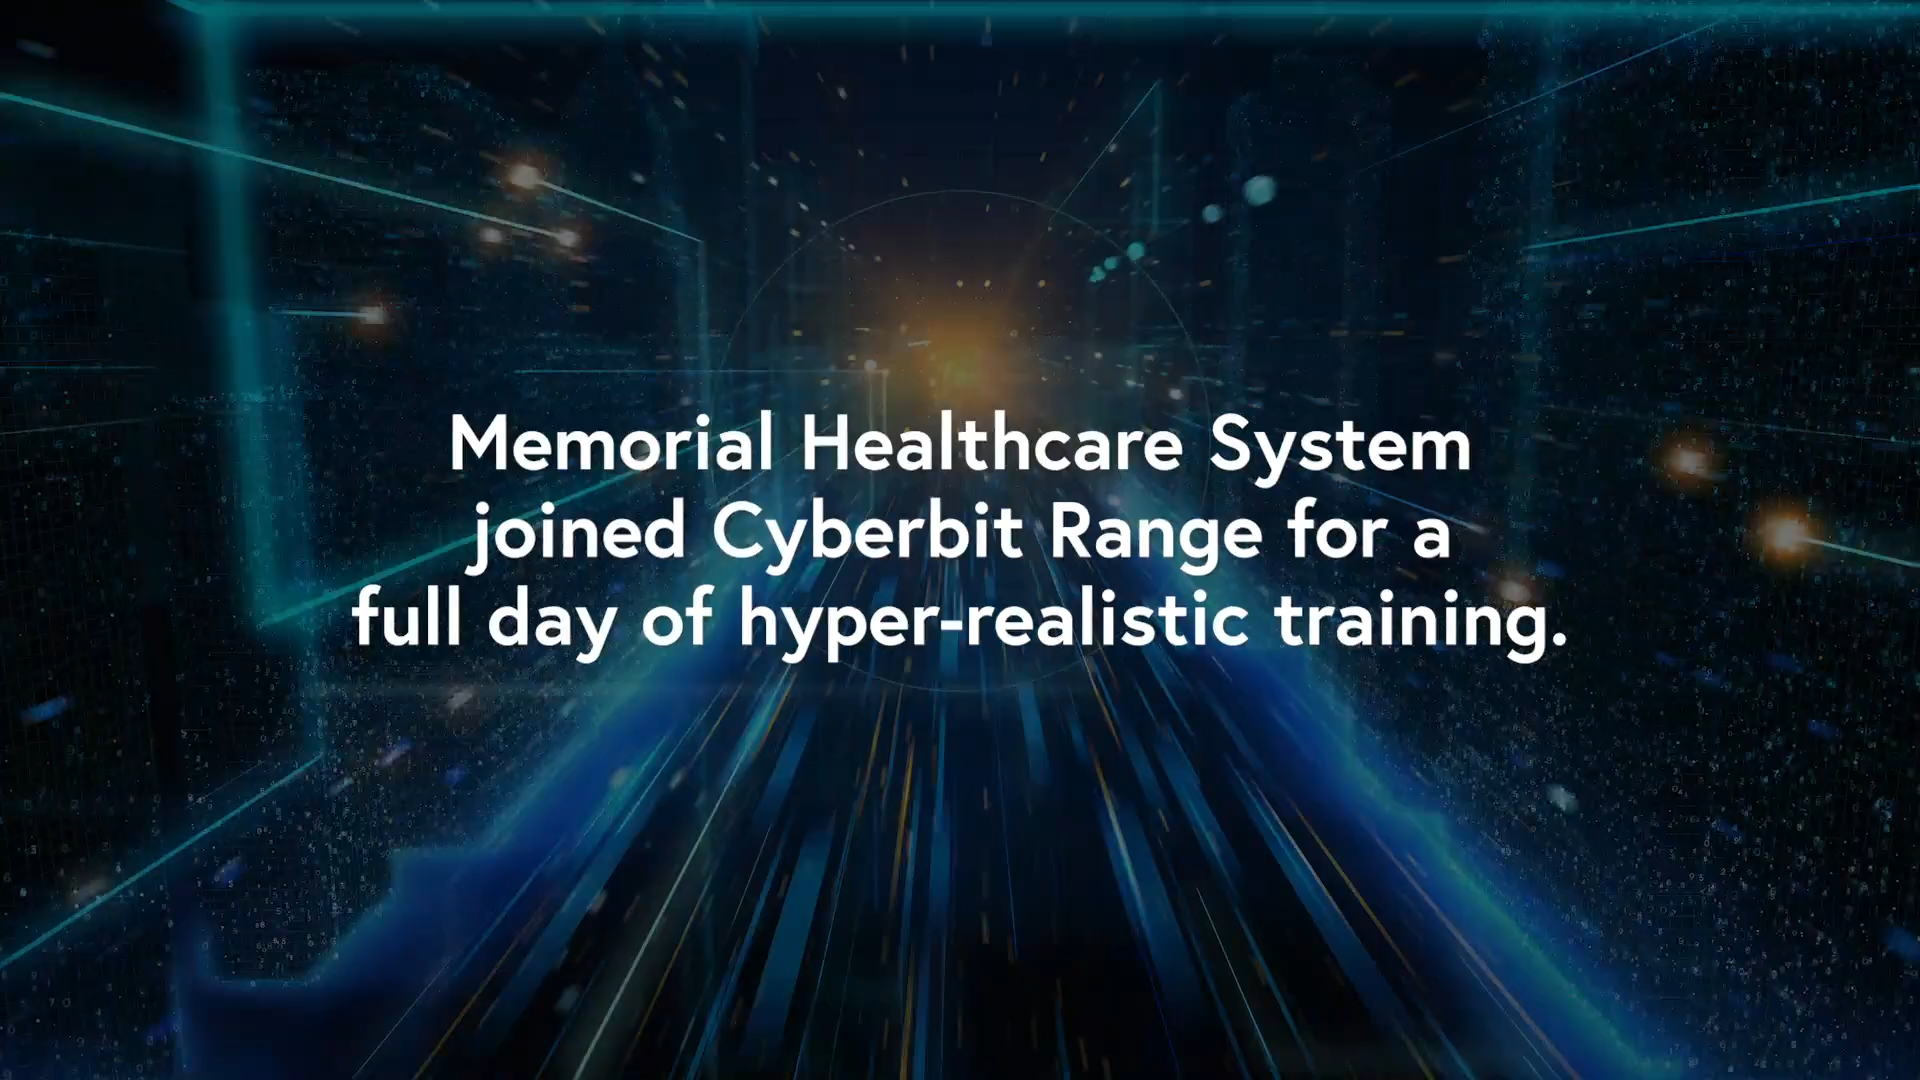 Memorial Healthcare System
joined Cyberbit Range for a
full day of hyper-realistic training.